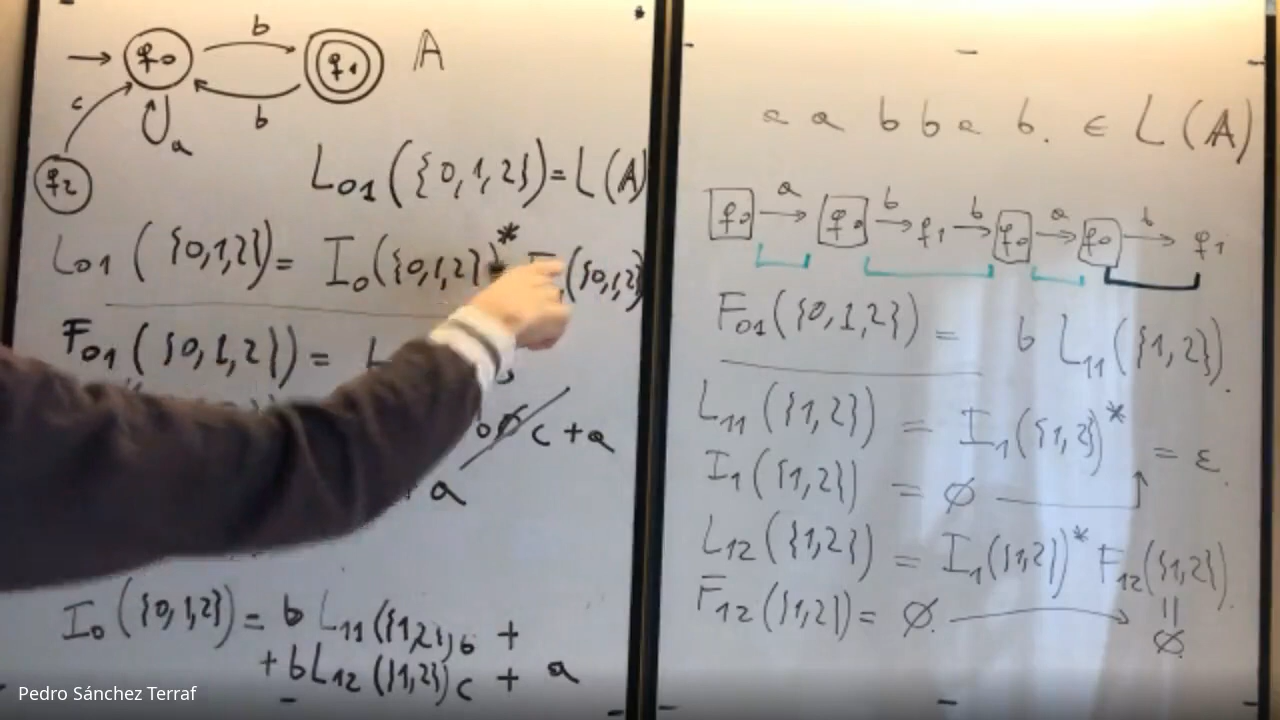 b
q0 q1 A
c
a b
q2
L01 ({0,1,2}) = L(A)
L01 ({0,1,2}) = I0({0,1,2})* ({0,1,2})
F01 ({0,1,2}) =
c + a
a
I0 ({0,1,2}) = b L11({1,2}) b +
+ b L12 ({1,2}) c + a
a a b b a b. ∈ L(A)
a b b a b
q0 → q0 → q1 → q0 → q0 → q1
F01({0,1,2}) = b L11({1,2}).
L11({1,2}) = I1({1,2})* = ε.
I1({1,2}) = ∅
L12({1,2}) = I1({1,2})* F12({1,2}).
F12({1,2}) = ∅. = ∅.
Pedro Sánchez Terraf